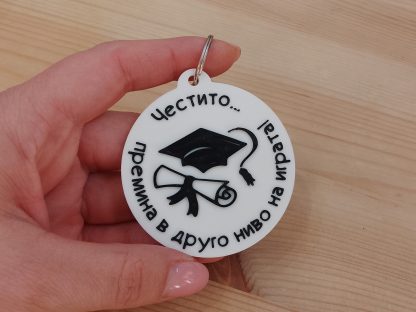 Честито...
премина в друго ниво на играта!